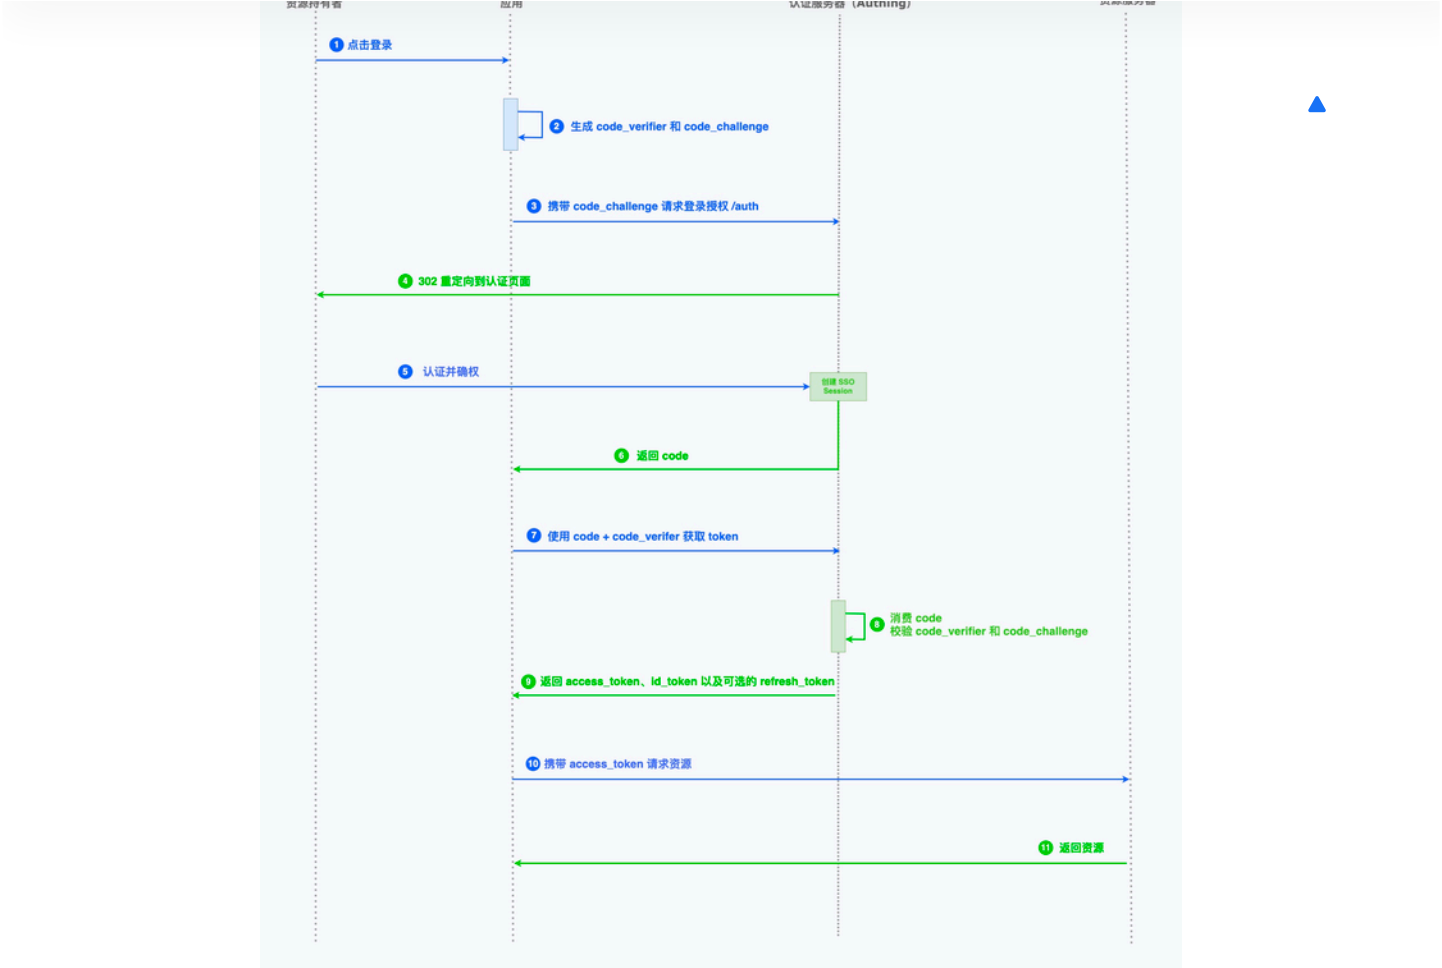 资源持有者
应用
认证服务器（Authing）
资源服务器
1 点击登录
2 生成 code_verifier 和 code_challenge
3 携带 code_challenge 请求登录授权 /auth
4 302 重定向到认证页面
5 认证并确权
创建 SSO
Session
6 返回 code
7 使用 code + code_verifer 获取 token
8 消费 code
校验 code_verifier 和 code_challenge
9 返回 access_token、id_token 以及可选的 refresh_token
10 携带 access_token 请求资源
11 返回资源